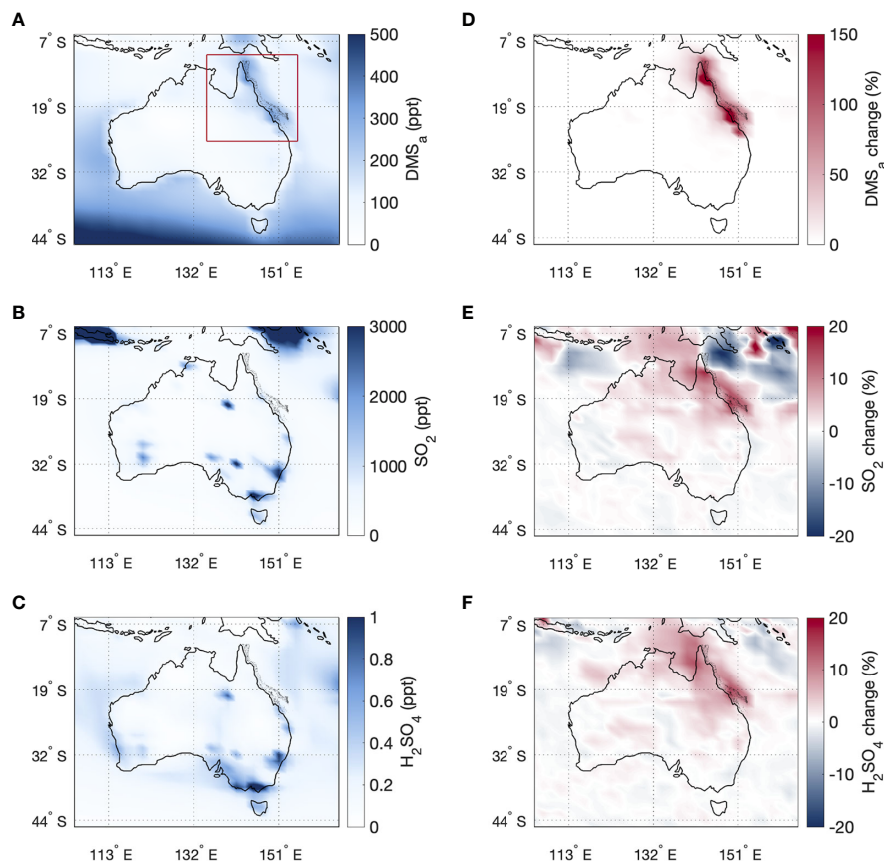 A
7° S
19° S
32° S
44° S
113° E
132° E
151° E
500
400
300
200
100
0
DMSa (ppt)
D
7° S
19° S
32° S
44° S
113° E
132° E
151° E
150
100
50
0
DMSa change (%)
B
7° S
19° S
32° S
44° S
113° E
132° E
151° E
3000
2000
1000
0
SO2 (ppt)
E
7° S
19° S
32° S
44° S
113° E
132° E
151° E
20
10
0
-10
-20
SO2 change (%)
C
7° S
19° S
32° S
44° S
113° E
132° E
151° E
1
0.8
0.6
0.4
0.2
0
H2SO4 (ppt)
F
7° S
19° S
32° S
44° S
113° E
132° E
151° E
20
10
0
-10
-20
H2SO4 change (%)